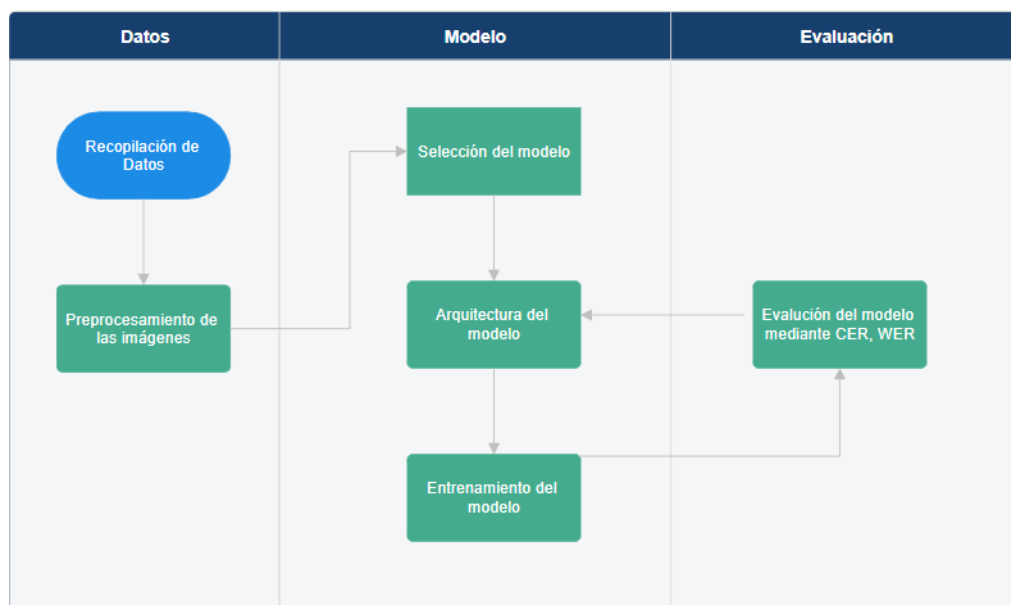 Datos
Modelo
Evaluación
Recopilación de
Datos
Preprocesamiento de
las imágenes
Selección del modelo
Arquitectura del
modelo
Entrenamiento del
modelo
Evalución del modelo
mediante CER, WER